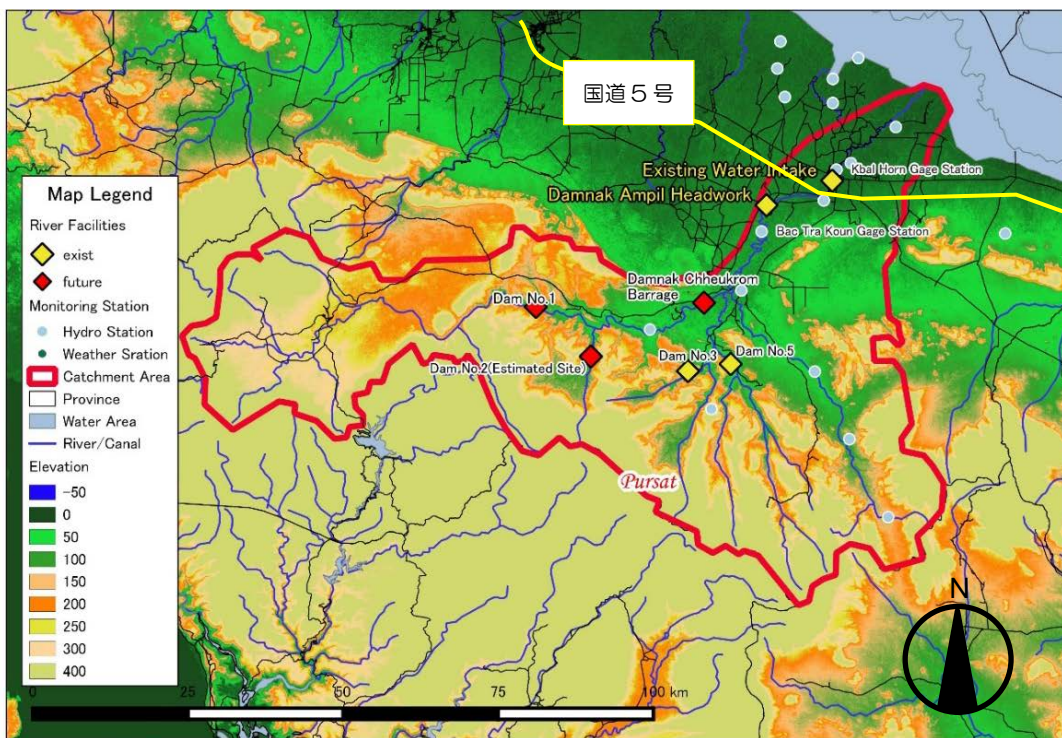 国道５号
Existing Water Intake
Kbal Horn Gage Station
Damnak Ampil Headwork
Bac Tra Koun Gage Station
Damnak Chheukrom
Barrage
Dam No.1
Dam No.2(Estimated Site)
Dam No.3
Dam No.5
Pursat
Map Legend
River Facilities
exist
future
Monitoring Station
Hydro Station
Weather Sration
Catchment Area
Province
Water Area
River/Canal
Elevation
-50
0
50
100
150
200
250
300
400
N
0
25
50
75
100 km